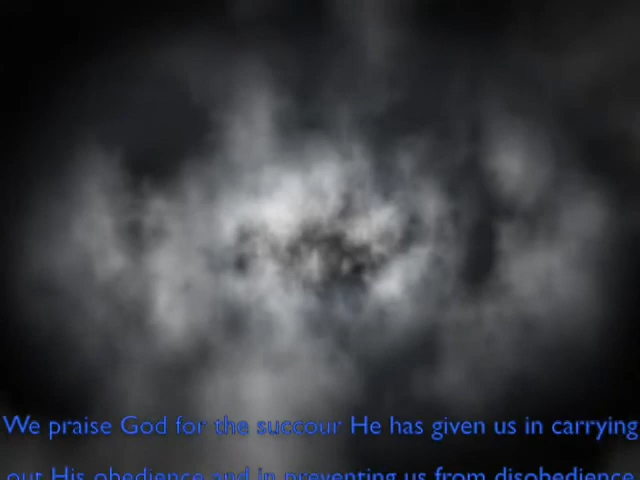 We praise God for the succour He has given us in carrying
out His obedience and in preventing us from disobedience